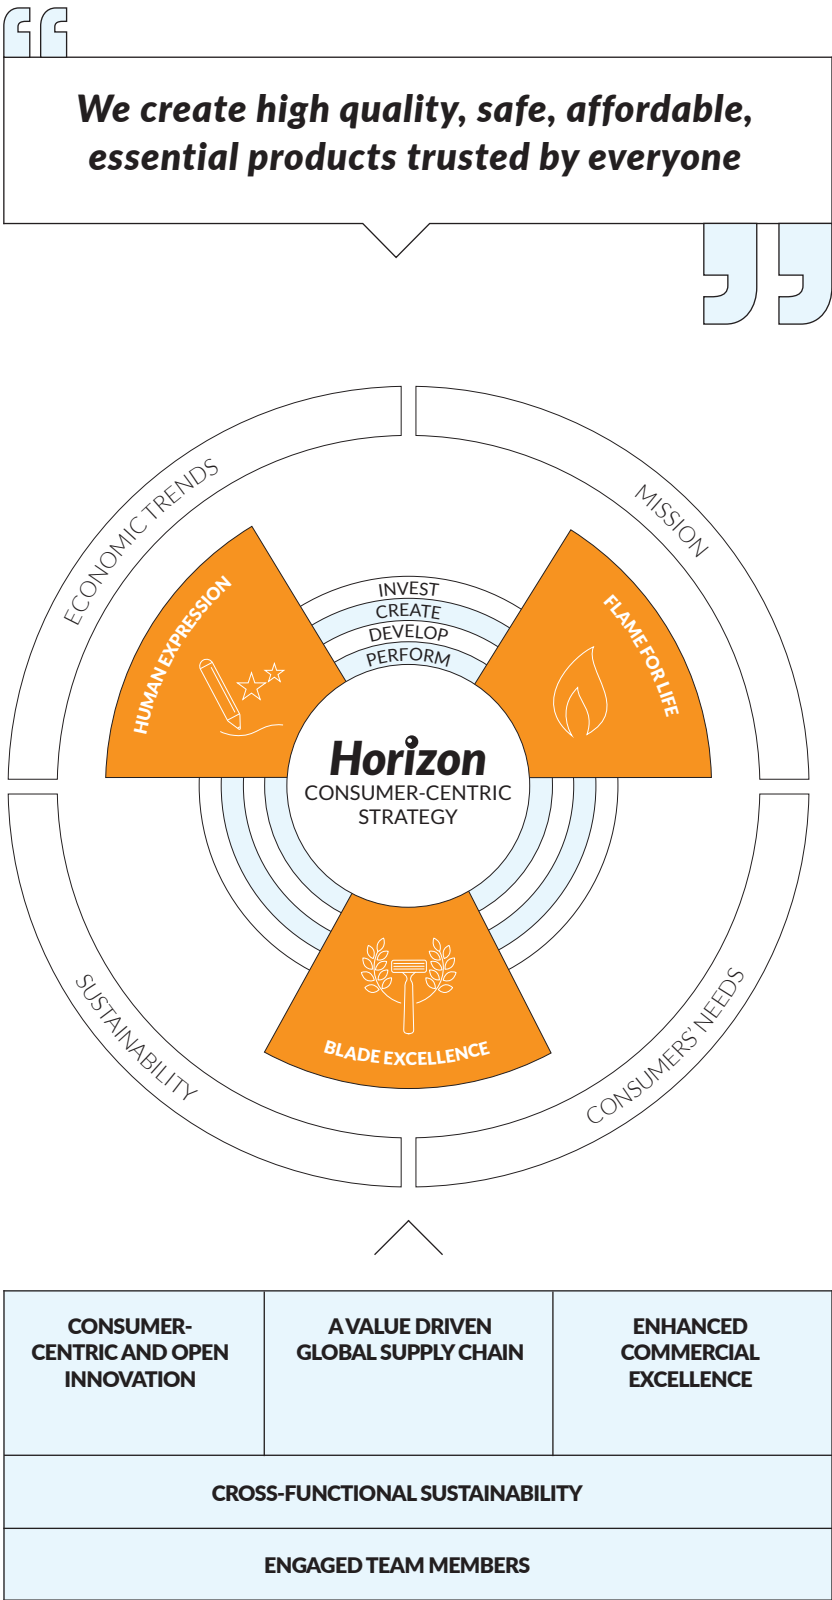 We create high quality, safe, affordable,
essential products trusted by everyone
ECONOMIC TRENDS
MISSION
HUMAN EXPRESSION
FLAME FOR LIFE
INVEST
CREATE
DEVELOP
PERFORM
Horizon
CONSUMER-CENTRIC
STRATEGY
BLADE EXCELLENCE
SUSTAINABILITY
CONSUMERS' NEEDS
CONSUMER-
CENTRIC AND OPEN
INNOVATION
A VALUE DRIVEN
GLOBAL SUPPLY CHAIN
ENHANCED
COMMERCIAL
EXCELLENCE
CROSS-FUNCTIONAL SUSTAINABILITY
ENGAGED TEAM MEMBERS